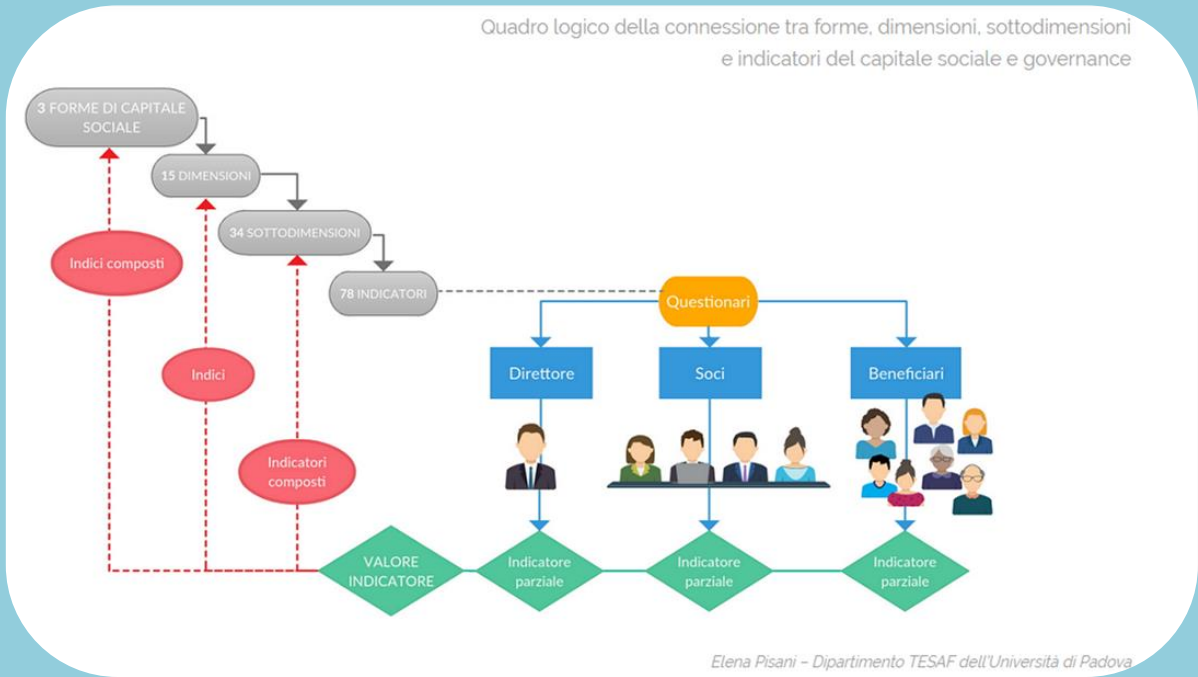 Quadro logico della connessione tra forme, dimensioni, sottodimensioni
e indicatori del capitale sociale e governance
3 FORME DI CAPITALE
SOCIALE
15 DIMENSIONI
34 SOTTODIMENSIONI
Indici composti
78 INDICATORI
Questionari
Indici
Direttore
Soci
Beneficiari
Indicatori
composti
VALORE
INDICATORE
Indicatore
parziale
Indicatore
parziale
Indicatore
parziale
Elena Pisani – Dipartimento TESAF dell'Università di Padova